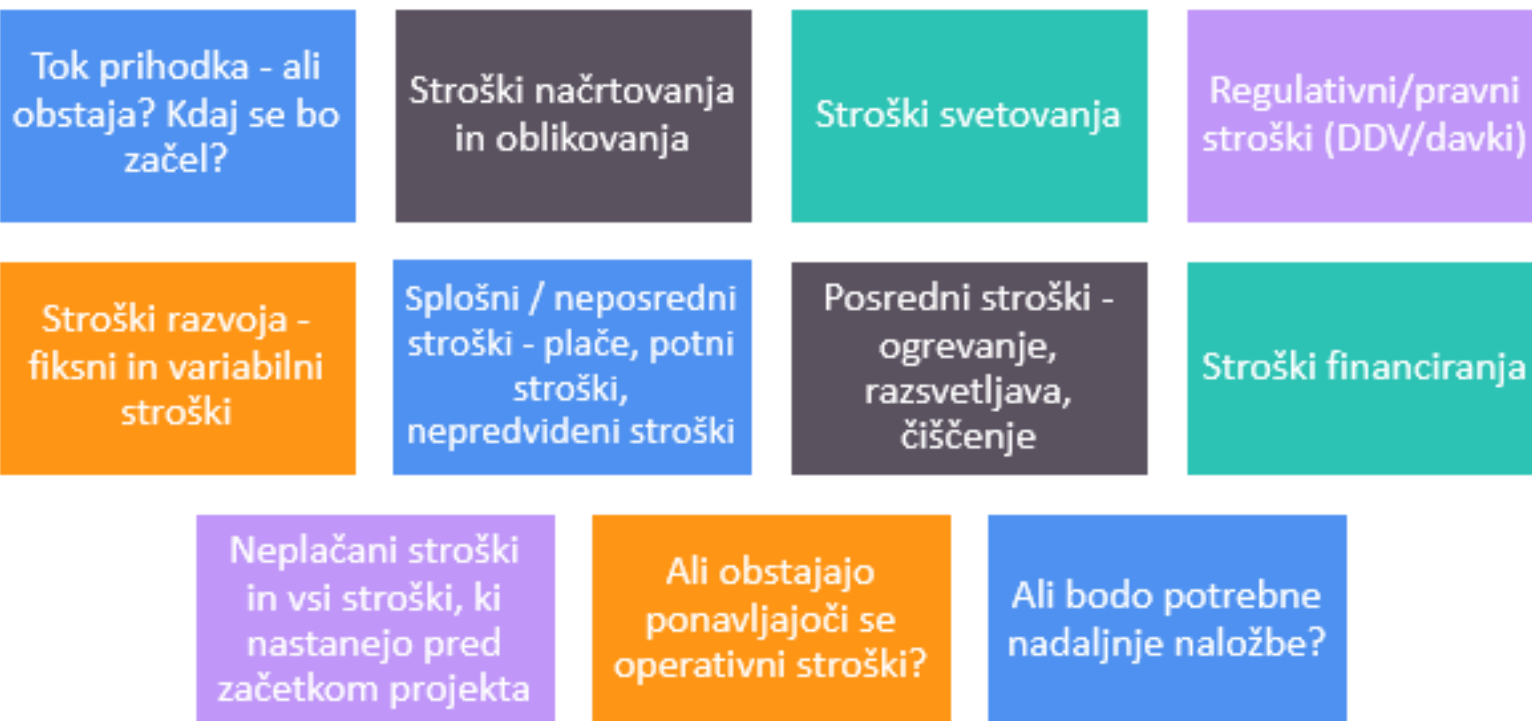 Tok prihodka - ali
obstaja? Kdaj se bo
začel?
Stroški načrtovanja
in oblikovanja
Stroški svetovanja
Regulativni/pravni
stroški (DDV/davki)
Stroški razvoja -
fiksni in variabilni
stroški
Splošni / neposredni
stroški - plače, potni
stroški,
nepredvideni stroški
Posredni stroški -
ogrevanje,
razsvetljava,
čiščenje
Stroški financiranja
Neplačani stroški
in vsi stroški, ki
nastanejo pred
začetkom projekta
Ali obstajajo
ponavljajoči se
operativni stroški?
Ali bodo potrebne
nadaljnje naložbe?